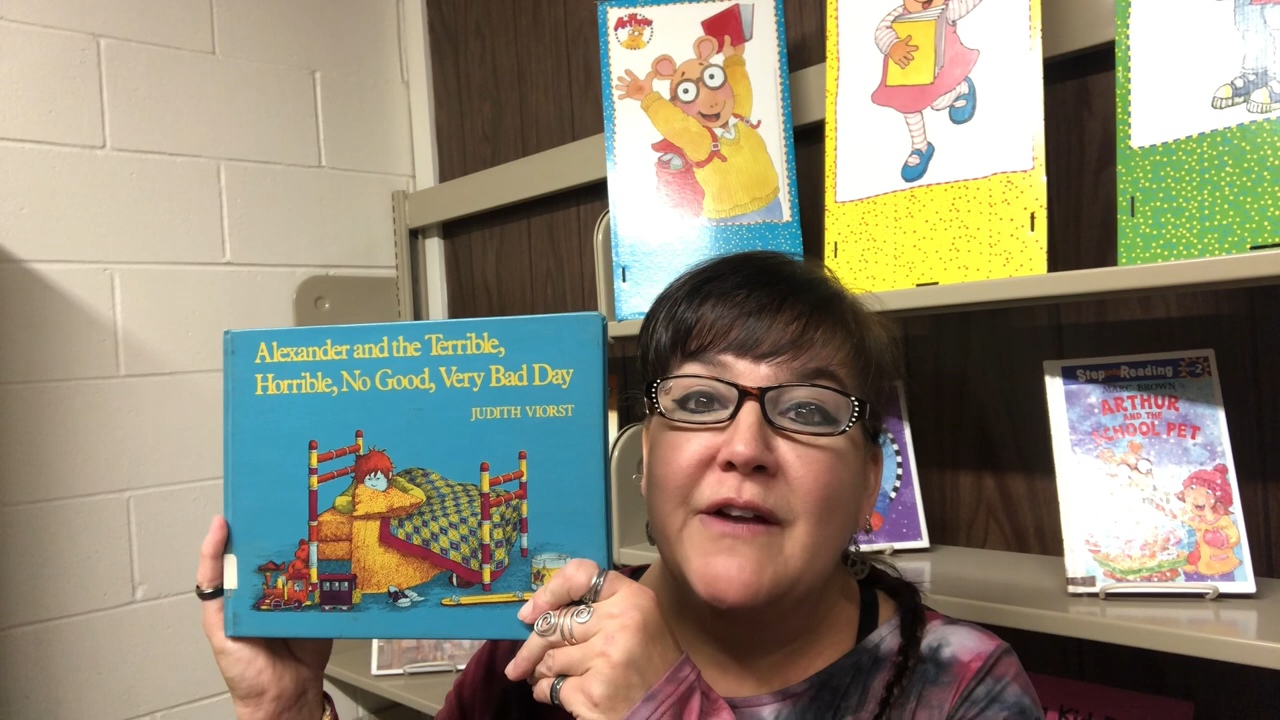 Arthur
Alexander and the Terrible,
Horrible, No Good, Very Bad Day
JUDITH VIORST
Step into Reading 2
MARC BROWN
ARTHUR
AND THE
SCHOOL PET